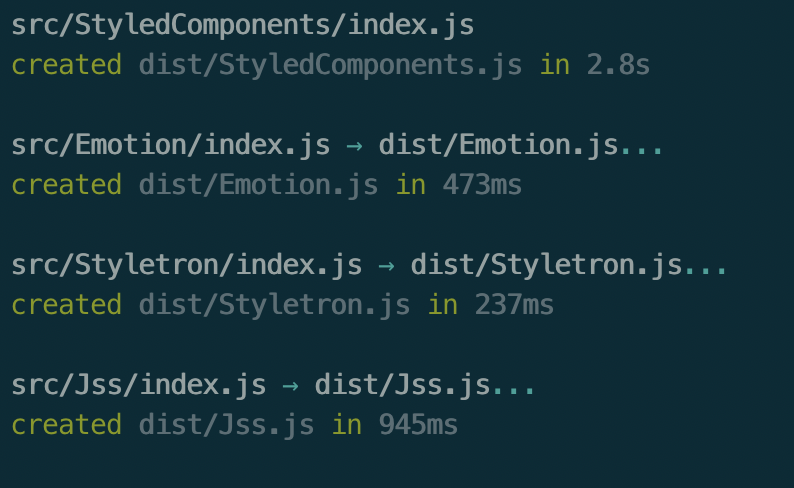 src/StyledComponents/index.js
created dist/StyledComponents.js in 2.8s
src/Emotion/index.js → dist/Emotion.js...
created dist/Emotion.js in 473ms
src/Styletron/index.js → dist/Styletron.js...
created dist/Styletron.js in 237ms
src/Jss/index.js → dist/Jss.js...
created dist/Jss.js in 945ms